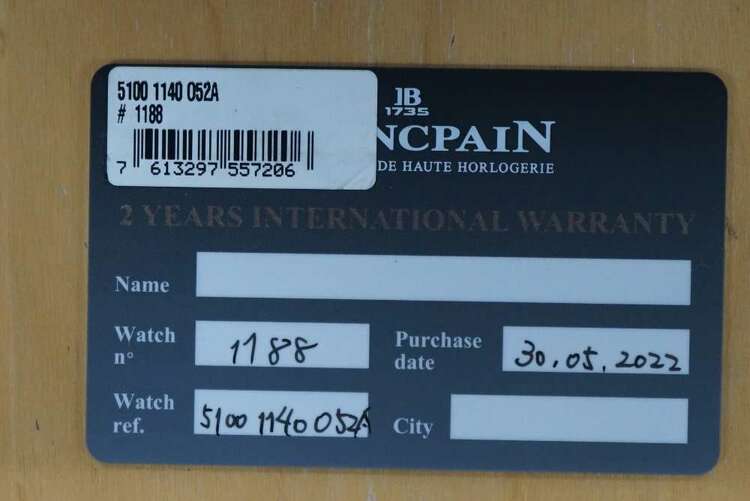 5100 1140 052A
# 1188
7 613297 557206
JB
1735
NCPAIN
DE HAUTE HORLOGERIE
2 YEARS INTERNATIONAL WARRANTY
Name
Watch n° 1188
Purchase date 30.05.2022
Watch ref. 5100 1140 052A
City